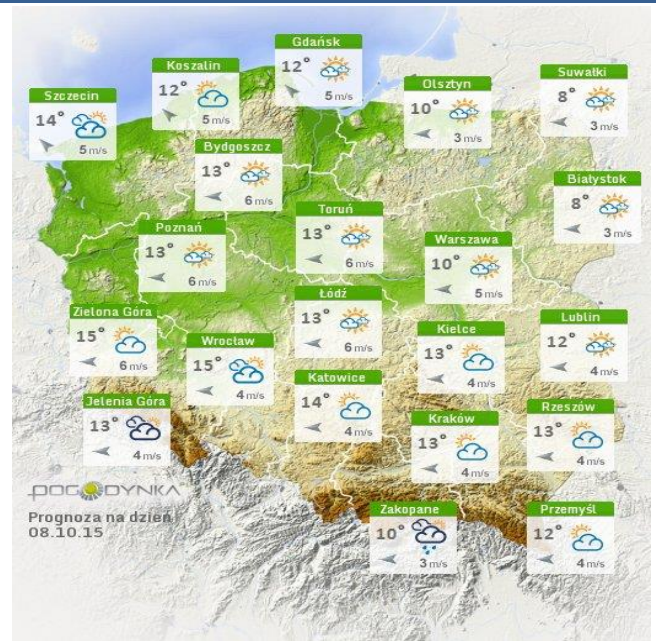 Gdańsk
12°
5 m/s
Koszalin
12°
5 m/s
Suwałki
8°
3 m/s
Olsztyn
10°
3 m/s
Szczecin
14°
5 m/s
Bydgoszcz
13°
6 m/s
Białystok
8°
3 m/s
Toruń
13°
6 m/s
Poznań
13°
6 m/s
Warszawa
10°
5 m/s
Łódź
13°
6 m/s
Zielona Góra
15°
6 m/s
Lublin
12°
4 m/s
Kielce
13°
4 m/s
Wrocław
15°
4 m/s
Katowice
14°
4 m/s
Jelenia Góra
13°
4 m/s
Rzeszów
13°
4 m/s
Kraków
13°
4 m/s
POGODYNKA
Prognoza na dzień
08.10.15
Zakopane
10°
3 m/s
Przemyśl
12°
4 m/s